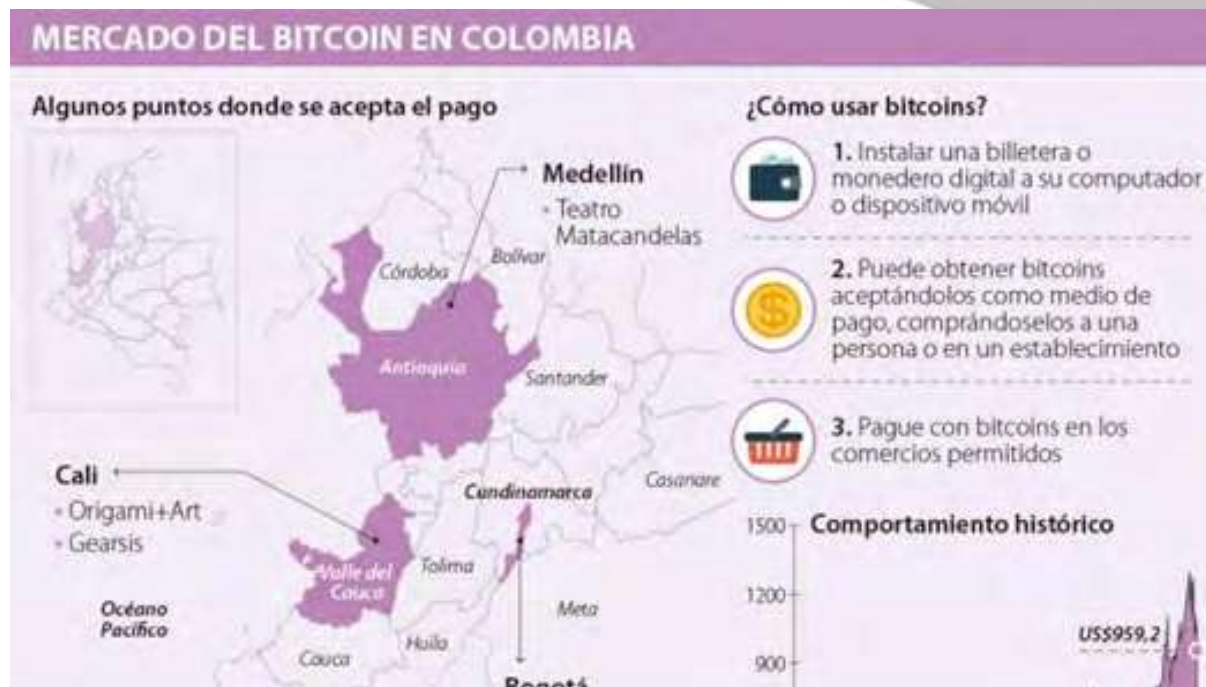 MERCADO DEL BITCOIN EN COLOMBIA
Algunos puntos donde se acepta el pago
Medellín
• Teatro
Matacandelas
Córdoba
Bolívar
Antioquia
Santander
Cali
• Origami+Art
• Gearsis
Cundinamarca
Casanare
Valle del
Cauca
Tolima
Océano
Pacífico
Meta
Huila
Cauca
Bogotá
¿Cómo usar bitcoins?
1. Instalar una billetera o
monedero digital a su computador
o dispositivo móvil
2. Puede obtener bitcoins
aceptándolos como medio de
pago, comprándoselos a una
persona o en un establecimiento
3. Pague con bitcoins en los
comercios permitidos
Comportamiento histórico
1500
1200
US$959,2
900